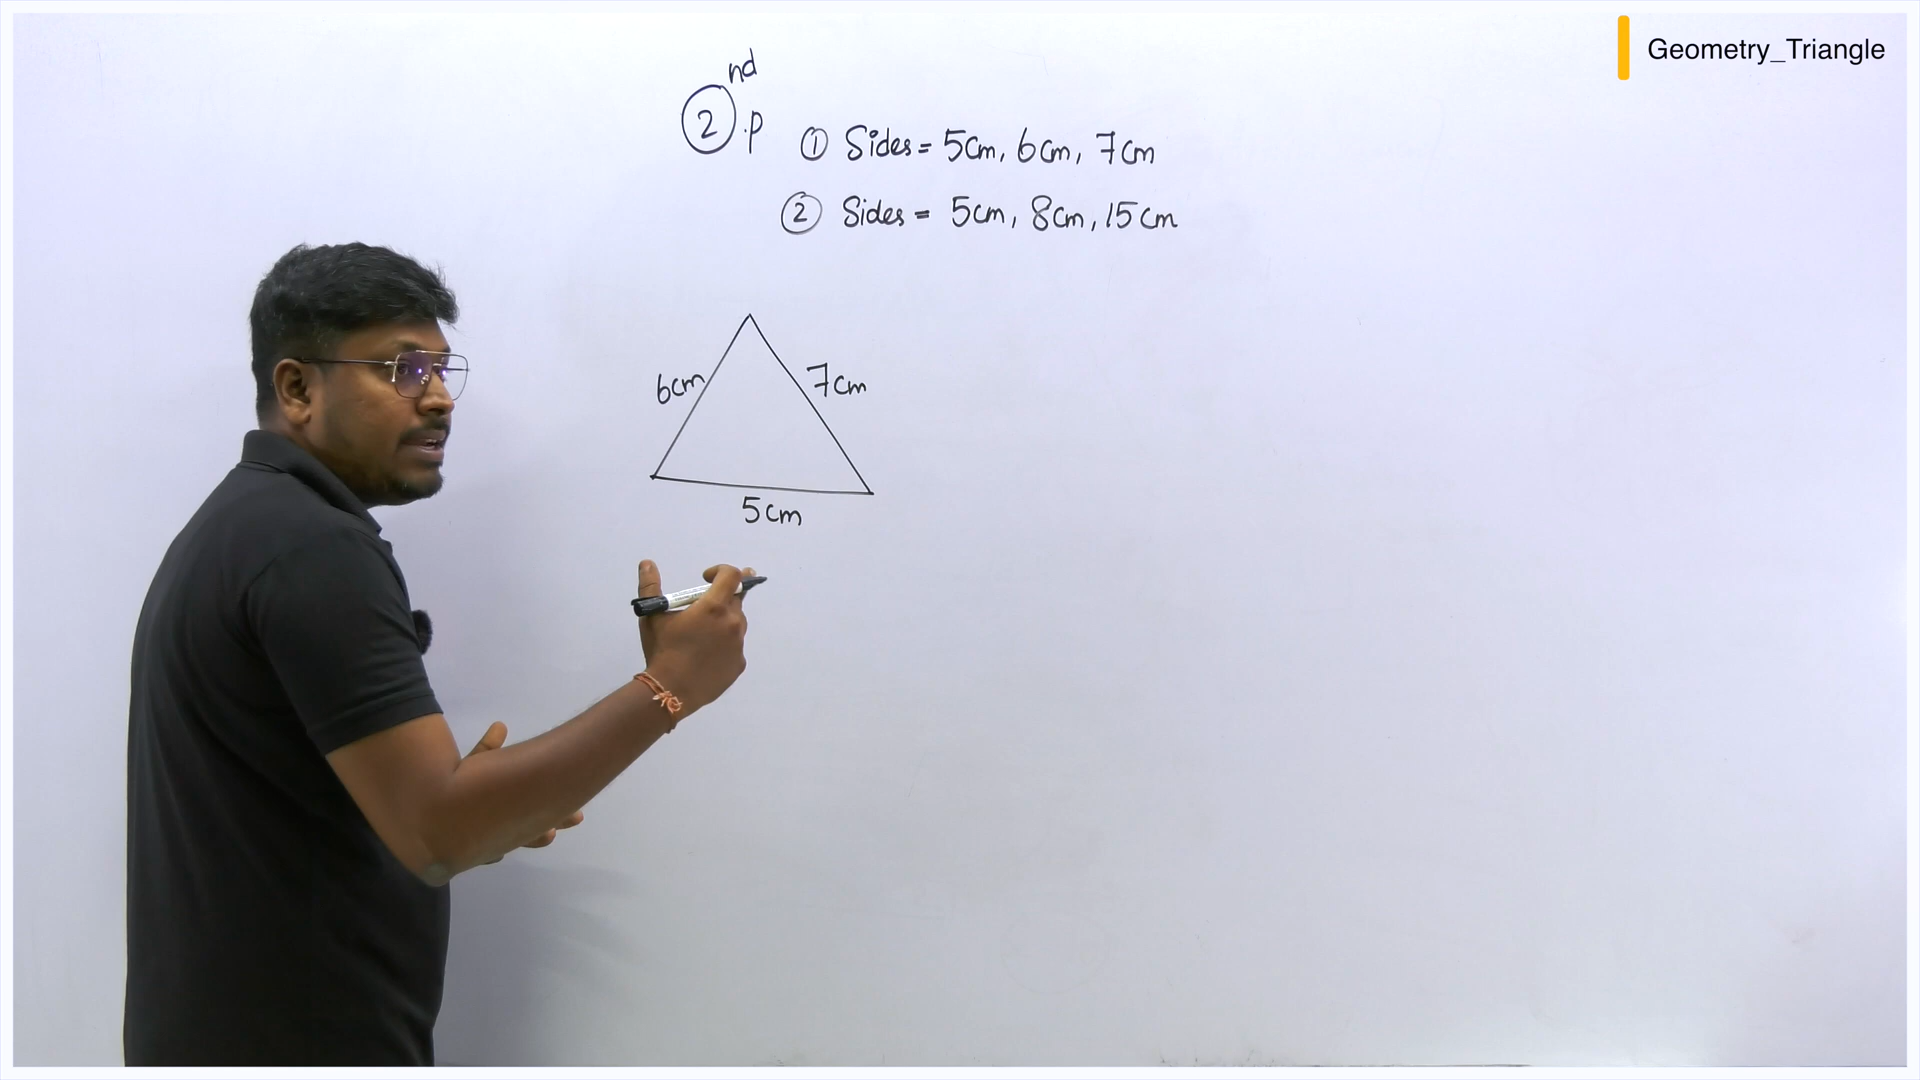 Geometry_Triangle
2nd .p
① Sides = 5cm, 6cm, 7cm
② Sides = 5cm, 8cm, 15cm
6cm
7cm
5cm